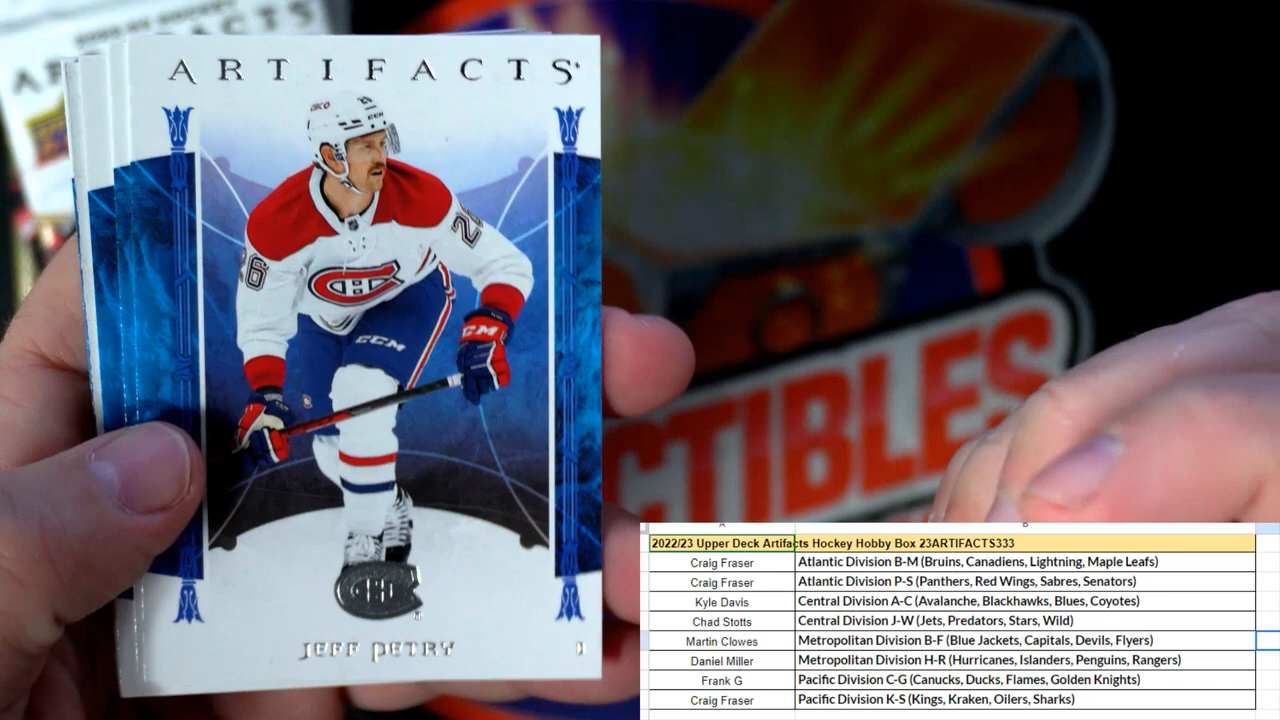 ARTIFACTS
26
26
CCM
CCM
JEFF PETRY
CTIBLES
A B
2022/23 Upper Deck Artifacts Hockey Hobby Box 23ARTIFACTS333
Craig Fraser Atlantic Division B-M (Bruins, Canadiens, Lightning, Maple Leafs)
Craig Fraser Atlantic Division P-S (Panthers, Red Wings, Sabres, Senators)
Kyle Davis Central Division A-C (Avalanche, Blackhawks, Blues, Coyotes)
Chad Stotts Central Division J-W (Jets, Predators, Stars, Wild)
Martin Clowes Metropolitan Division B-F (Blue Jackets, Capitals, Devils, Flyers)
Daniel Miller Metropolitan Division H-R (Hurricanes, Islanders, Penguins, Rangers)
Frank G Pacific Division C-G (Canucks, Ducks, Flames, Golden Knights)
Craig Fraser Pacific Division K-S (Kings, Kraken, Oilers, Sharks)